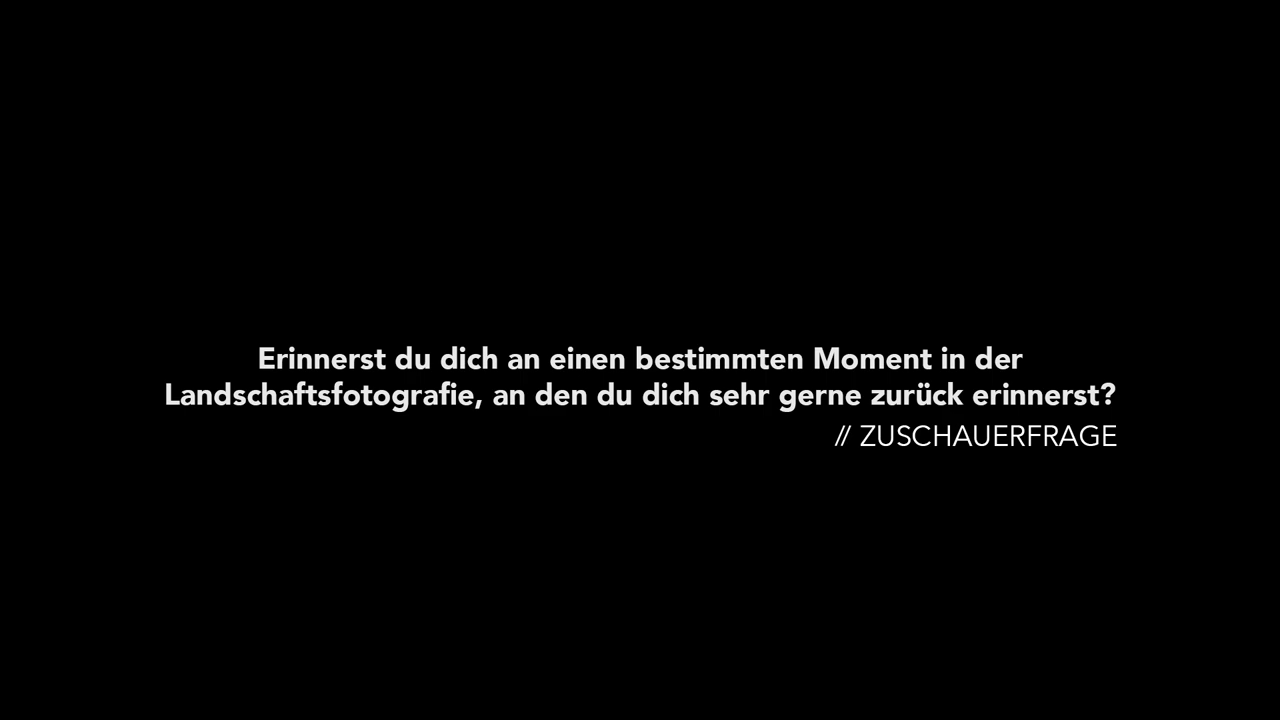 Erinnerst du dich an einen bestimmten Moment in der
Landschaftsfotografie, an den du dich sehr gerne zurück erinnerst?
// ZUSCHAUERFRAGE